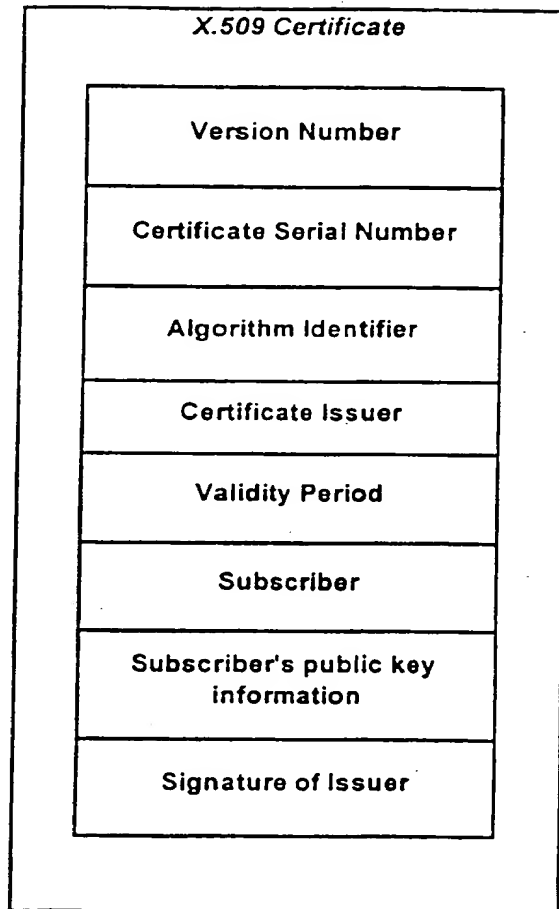 X.509 Certificate
Version Number
Certificate Serial Number
Algorithm Identifier
Certificate Issuer
Validity Period
Subscriber
Subscriber's public key
information
Signature of Issuer